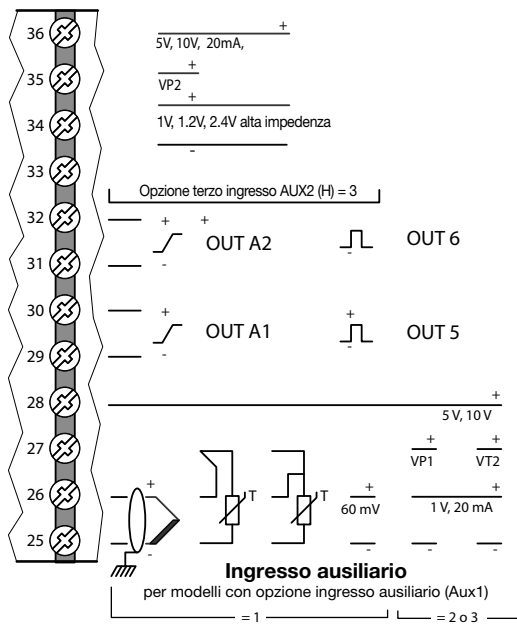 36
+
5V, 10V, 20mA,
35
+
VP2
34
+
1V, 1.2V, 2.4V alta impedenza
-
33
Opzione terzo ingresso AUX2 (H) = 3
32
+ +
OUT A2
OUT 6
31
-
-
30
+
+
OUT A1
OUT 5
29
-
-
28
+
5 V, 10 V
27
+ +
VP1 VT2
26
+
T
T
+
60 mV
+
1 V, 20 mA
25
-
- - -
Ingresso ausiliario
per modelli con opzione ingresso ausiliario (Aux1)
= 1
= 2 o 3